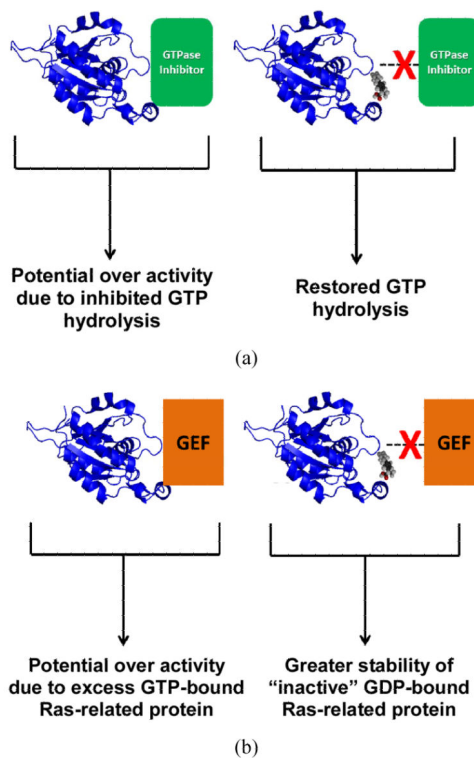 GTPase
Inhibitor
X
GTPase
Inhibitor
Potential over activity
due to inhibited GTP
hydrolysis
Restored GTP
hydrolysis
(a)
GEF
X
GEF
Potential over activity
due to excess GTP-bound
Ras-related protein
Greater stability of
“inactive” GDP-bound
Ras-related protein
(b)